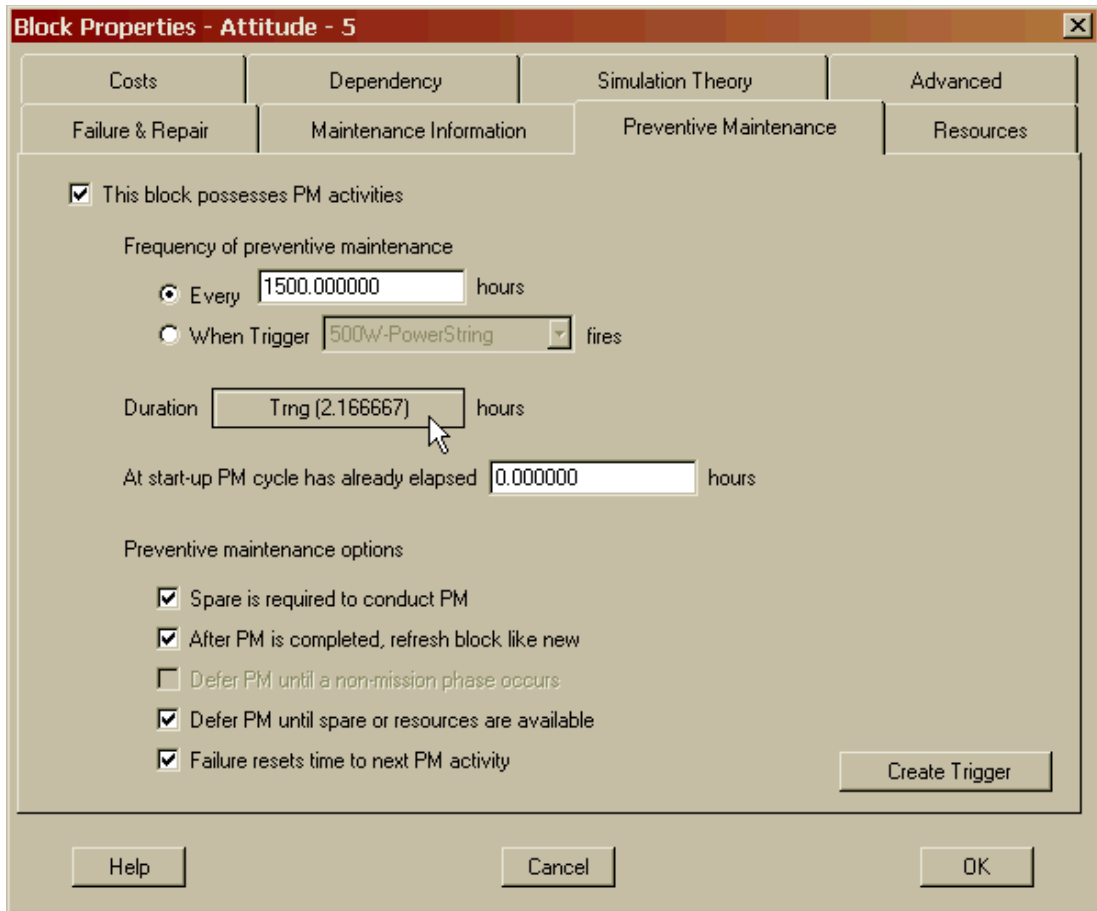 Block Properties - Attitude - 5
Costs Dependency Simulation Theory Advanced
Failure & Repair Maintenance Information Preventive Maintenance Resources
This block possesses PM activities
Frequency of preventive maintenance
Every 1500.000000 hours
When Trigger 500W-PowerString fires
Duration Trng (2.166667) hours
At start-up PM cycle has already elapsed 0.000000 hours
Preventive maintenance options
Spare is required to conduct PM
After PM is completed, refresh block like new
Defer PM until a non-mission phase occurs
Defer PM until spare or resources are available
Failure resets time to next PM activity
Create Trigger
Help Cancel OK